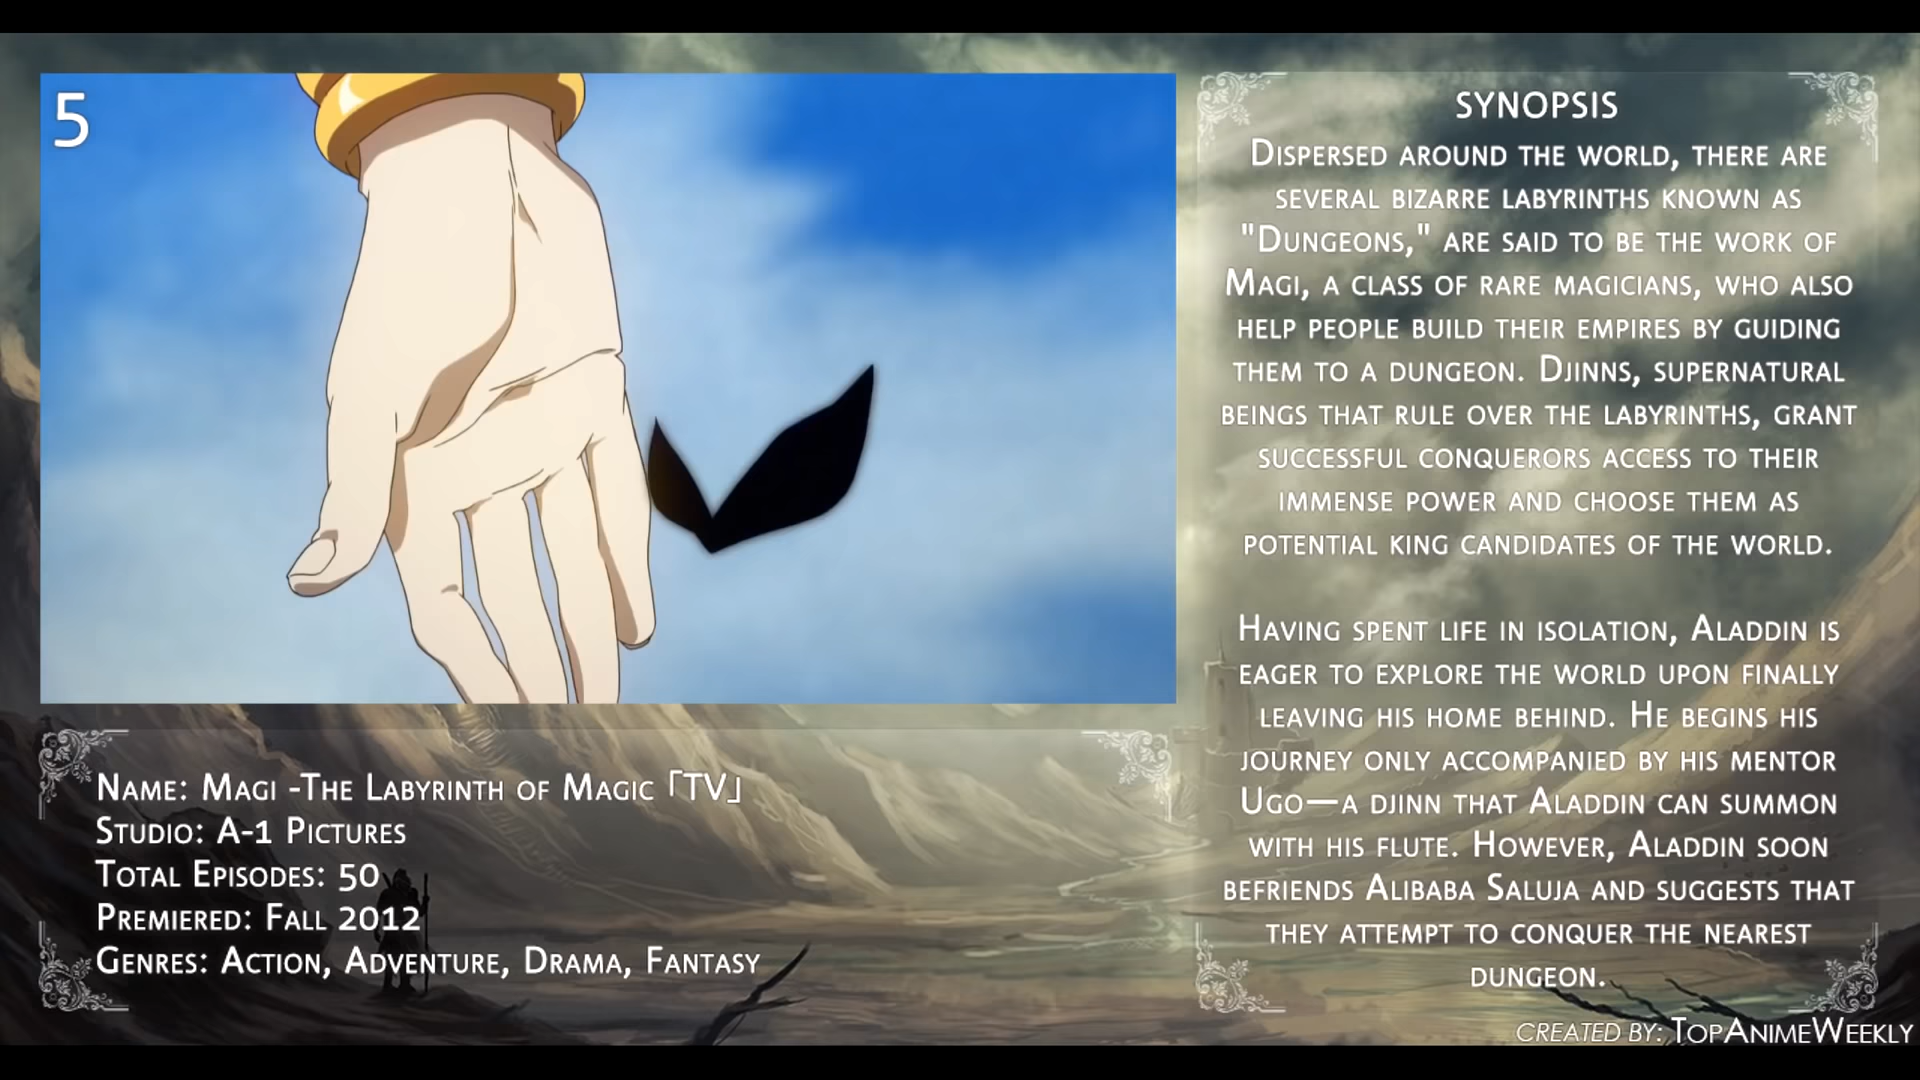 5
SYNOPSIS
Dispersed around the world, there are
several bizarre labyrinths known as
"Dungeons," are said to be the work of
Magi, a class of rare magicians, who also
help people build their empires by guiding
them to a dungeon. Djinns, supernatural
beings that rule over the labyrinths, grant
successful conquerors access to their
immense power and choose them as
potential king candidates of the world.
Having spent life in isolation, Aladdin is
eager to explore the world upon finally
leaving his home behind. He begins his
journey only accompanied by his mentor
Ugo—a djinn that Aladdin can summon
with his flute. However, Aladdin soon
befriends Alibaba Saluja and suggests that
they attempt to conquer the nearest
dungeon.
Name: Magi -The Labyrinth of Magic「TV」
Studio: A-1 Pictures
Total Episodes: 50
Premiered: Fall 2012
Genres: Action, Adventure, Drama, Fantasy
CREATED BY: TopAnimeWeekly